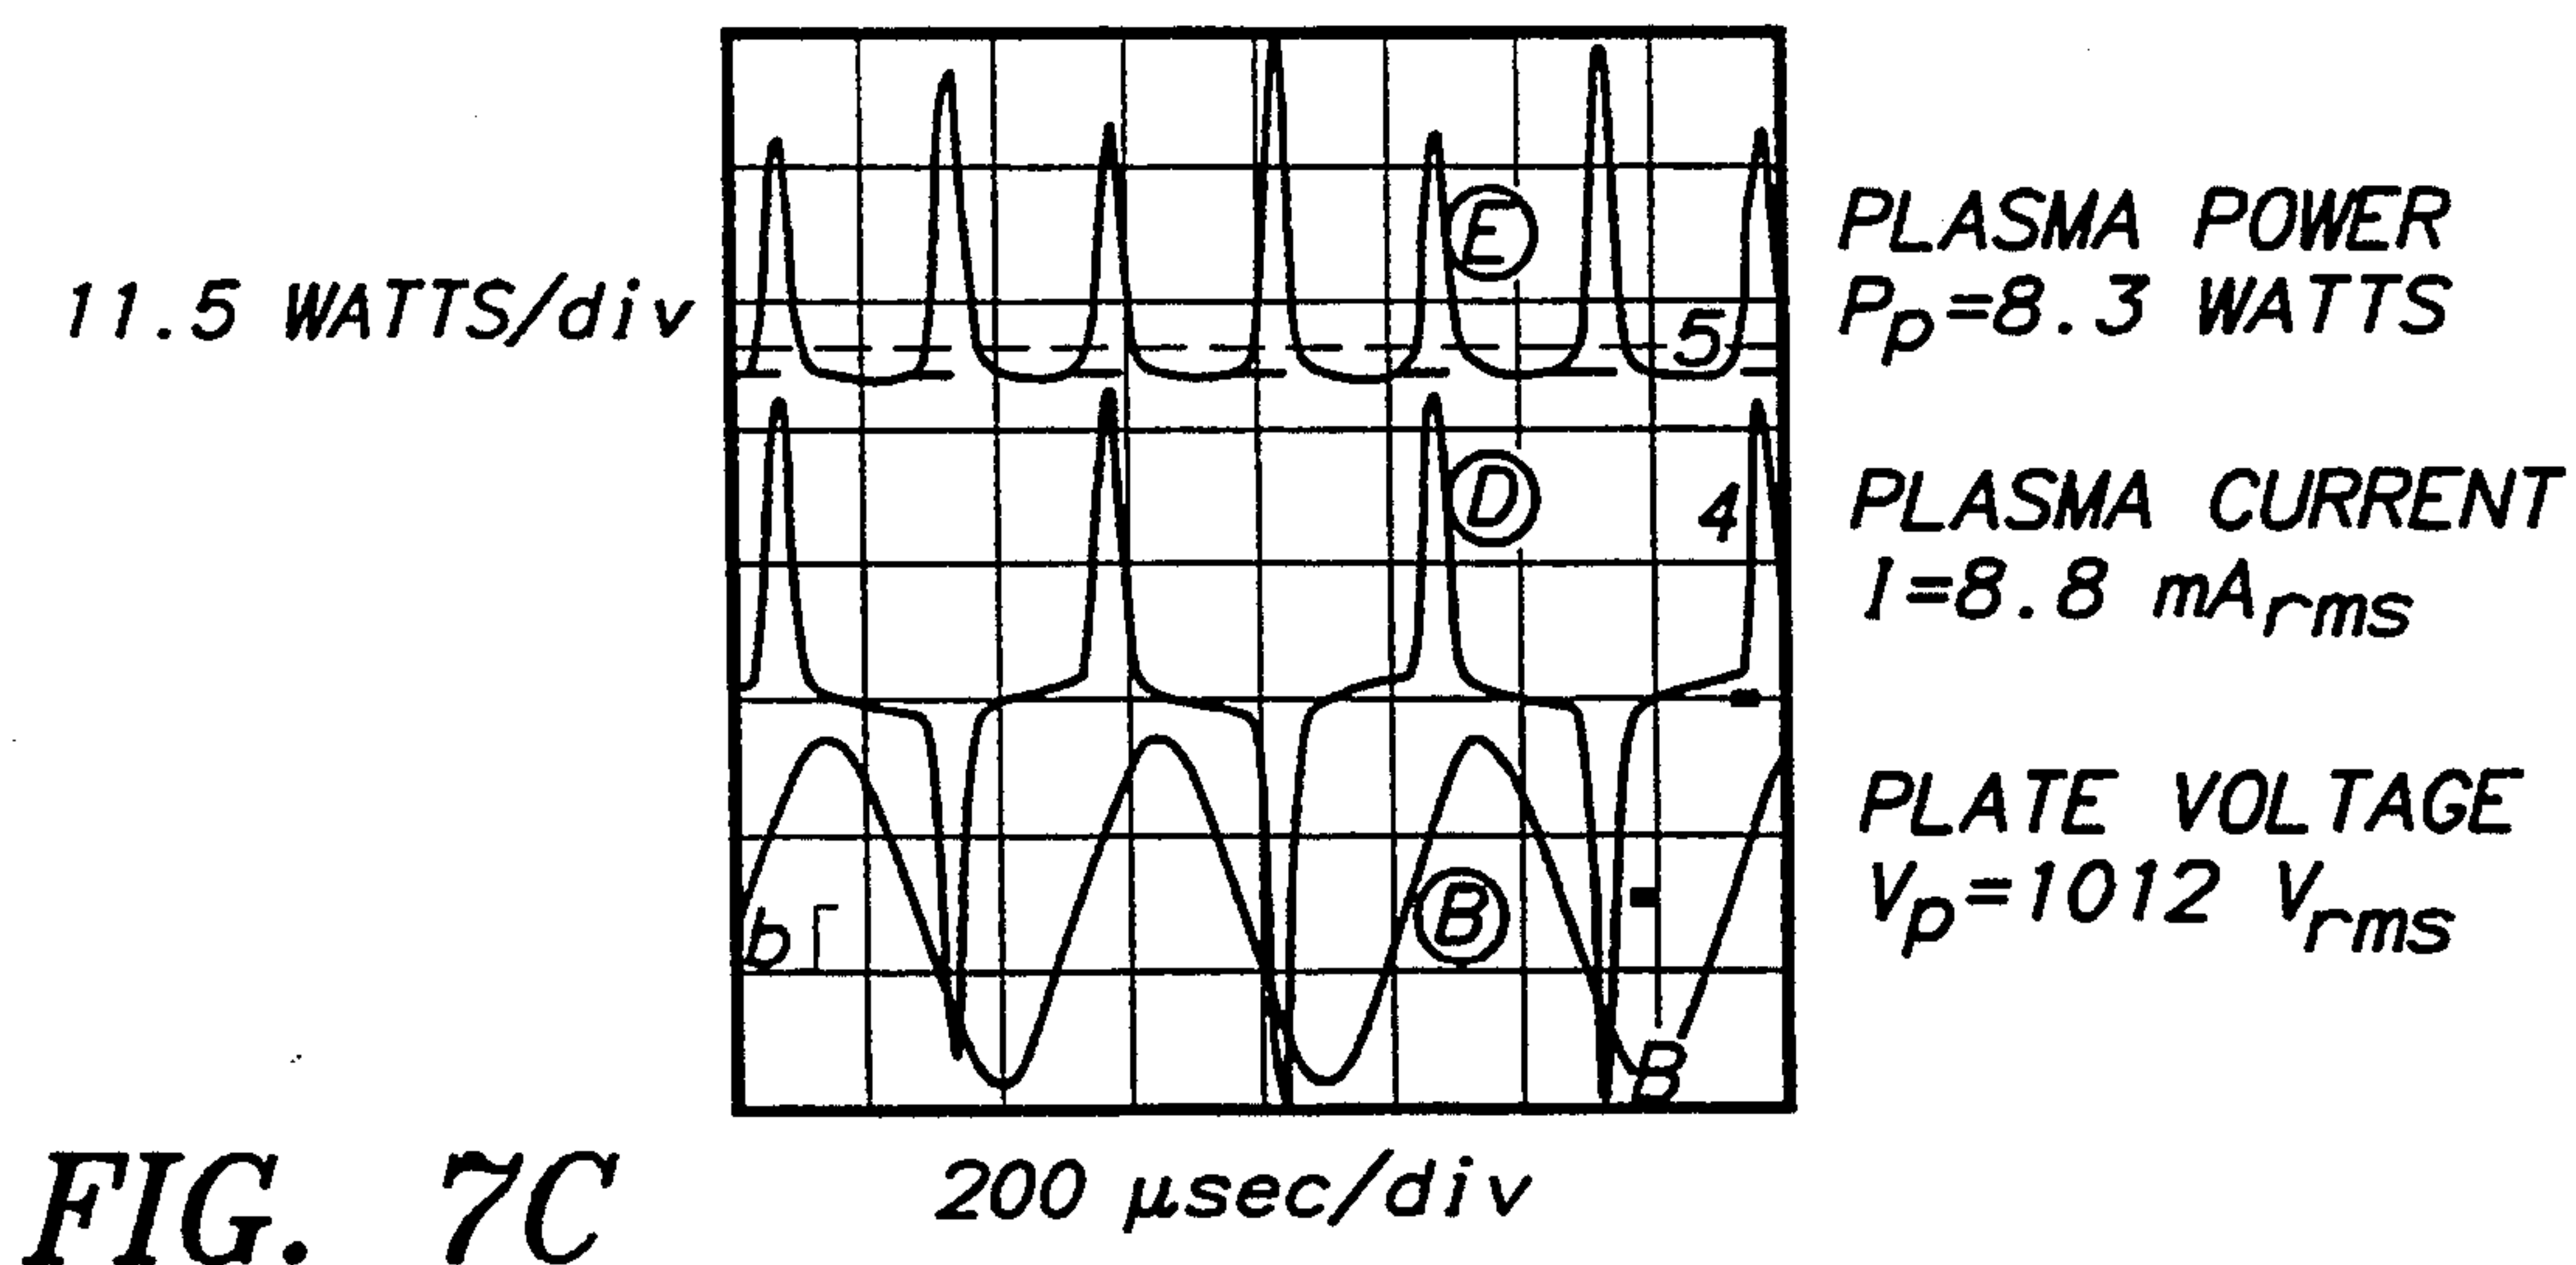 11.5 WATTS/div
E
5
D
4
B
b
B
PLASMA POWER
Pp=8.3 WATTS
PLASMA CURRENT
I=8.8 mArms
PLATE VOLTAGE
Vp=1012 Vrms
200 μsec/div
FIG. 7C